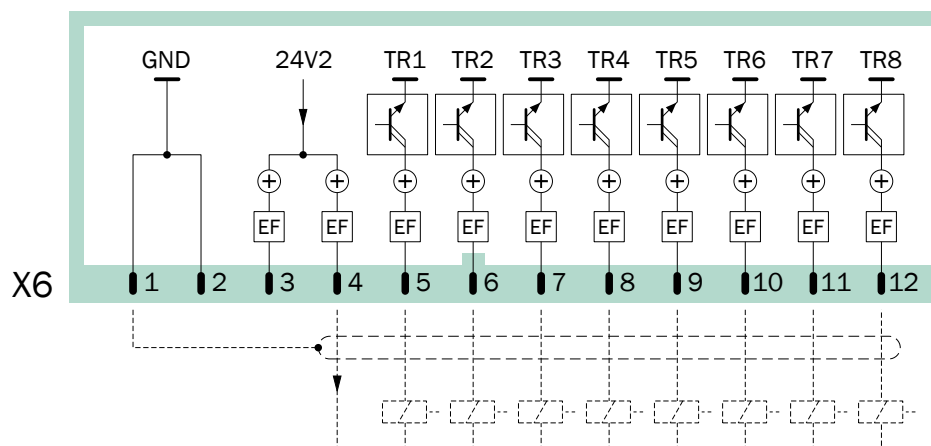 GND 24V2 TR1 TR2 TR3 TR4 TR5 TR6 TR7 TR8
+ + + + + + + + + +
EF EF EF EF EF EF EF EF EF EF
X6 1 2 3 4 5 6 7 8 9 10 11 12